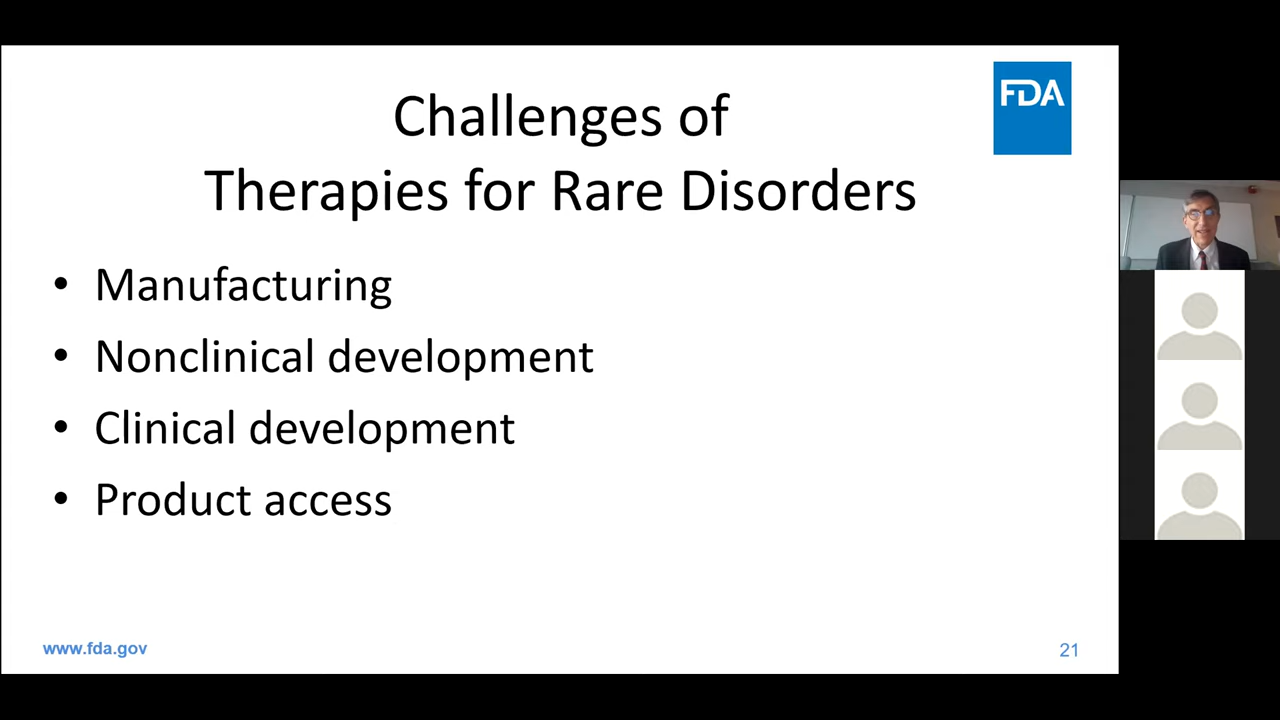 FDA
Challenges of
Therapies for Rare Disorders
• Manufacturing
• Nonclinical development
• Clinical development
• Product access
www.fda.gov
21